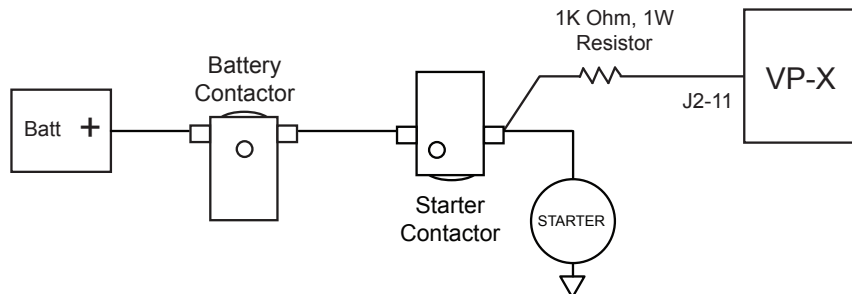 1K Ohm, 1W
Resistor
Battery
Contactor
VP-X
J2-11
Batt +
Starter
Contactor
STARTER